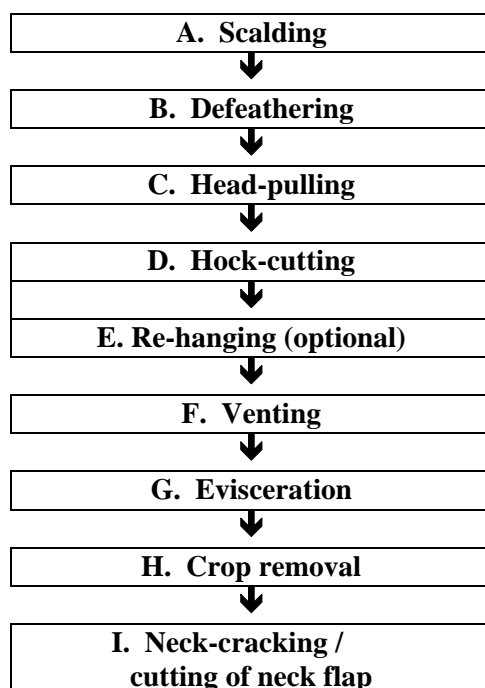 A. Scalding
B. Defeathering
C. Head-pulling
D. Hock-cutting
E. Re-hanging (optional)
F. Venting
G. Evisceration
H. Crop removal
I. Neck-cracking /
cutting of neck flap